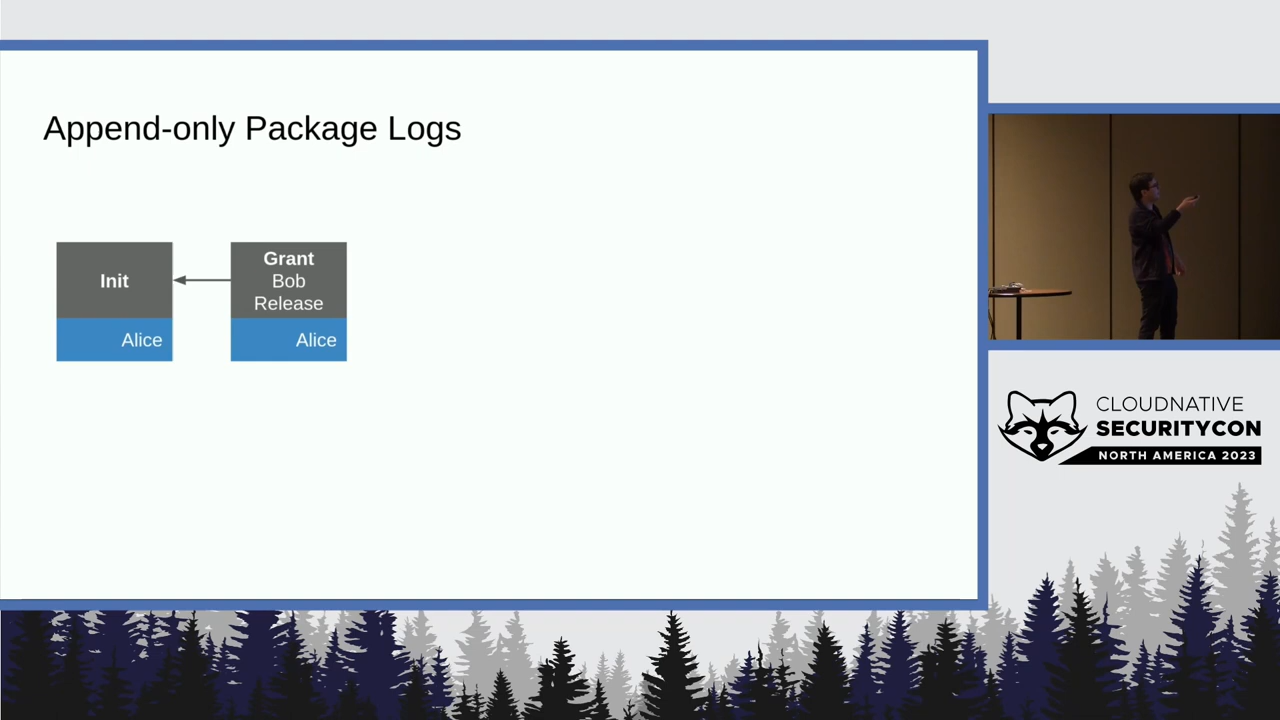 Append-only Package Logs
Init
Alice
Grant
Bob
Release
Alice
CLOUDNATIVE
SECURITYCON
NORTH AMERICA 2023